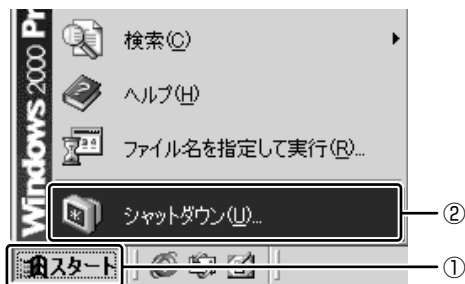 Windows 2000 Pr
検索(C)
ヘルプ(H)
ファイル名を指定して実行(R)...
シャットダウン(U)...
②
スタート
①